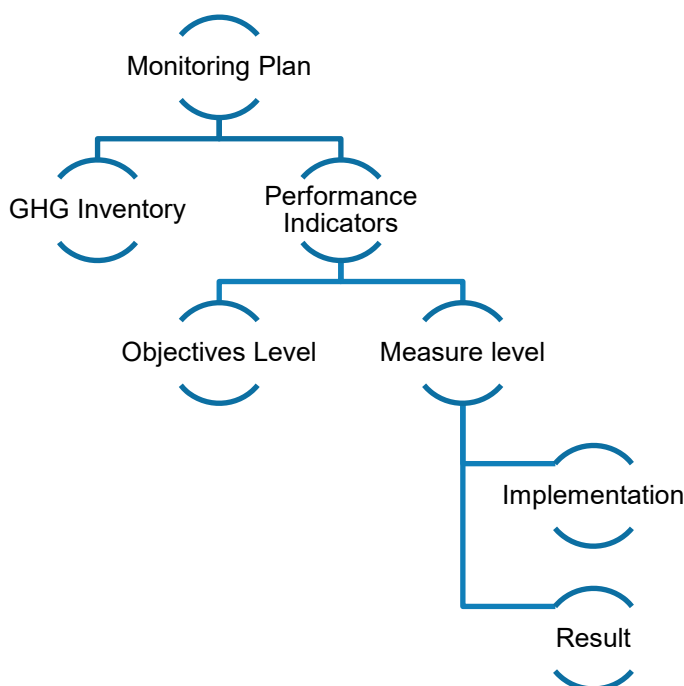 Monitoring Plan
GHG Inventory
Performance
Indicators
Objectives Level
Measure level
Implementation
Result